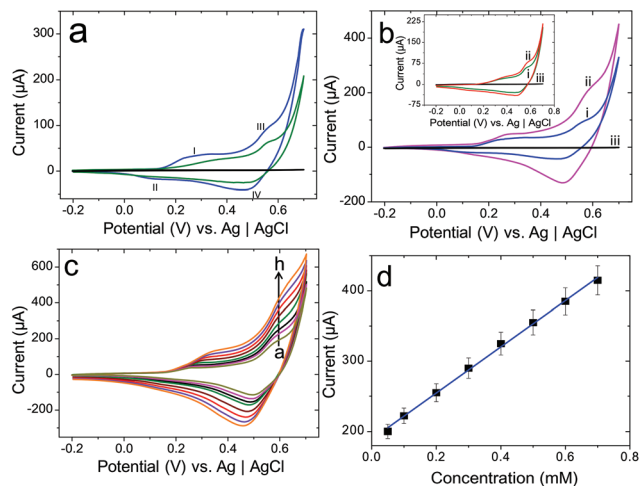 a
Current (µA)
300
200
100
0
I
II
III
IV
-0.2 0.0 0.2 0.4 0.6
Potential (V) vs. Ag | AgCl
b
Current (µA)
400
200
0
-200
ii
i
iii
-0.2 0.0 0.2 0.4 0.6
Potential (V) vs. Ag | AgCl
Current (µA)
225
150
75
0
-75
ii
i
iii
-0.2 0.0 0.2 0.4 0.6
Potential (V) vs. Ag | AgCl
c
Current (µA)
600
400
200
0
-200
h
a
-0.2 0.0 0.2 0.4 0.6
Potential (V) vs. Ag | AgCl
d
Current (µA)
400
300
200
0.0 0.2 0.4 0.6 0.8
Concentration (mM)